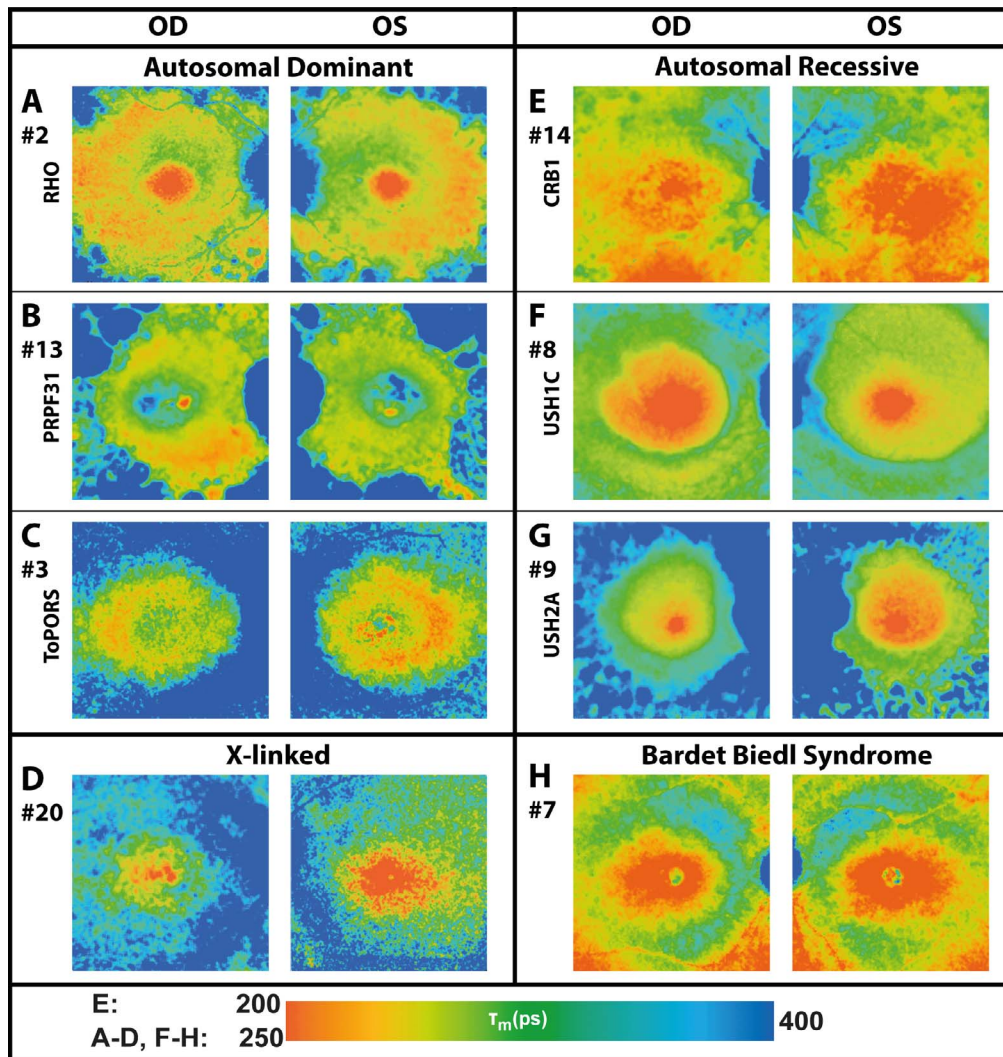 OD OS OD OS
Autosomal Dominant
Autosomal Recessive
A
#2
RHO
E
#14
CRB1
B
#13
PRPF31
F
#8
USH1C
C
#3
ToPORS
G
#9
USH2A
X-linked
Bardet Biedl Syndrome
D
#20
H
#7
E: 200
A-D, F-H: 250
τm(ps)
400